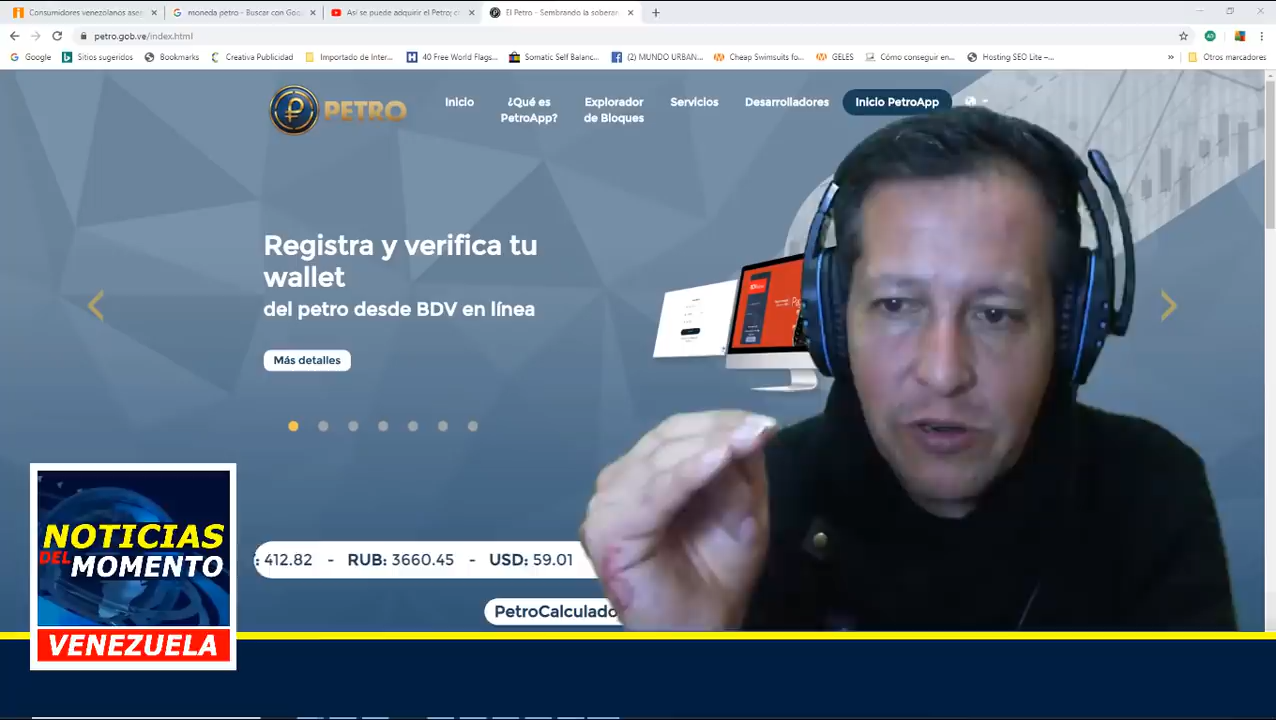 Consumidores venezolanos ase
moneda petro - Buscar con Goo
Así se puede adquirir el Petro; c
El Petro - Sembrando la sobera
petro.gob.ve/index.html
Google
Sitios sugeridos
Bookmarks
Creativa Publicidad
Importado de Inter...
40 Free World Flags...
Somatic Self Balanc...
(2) MUNDO URBAN...
Cheap Swimsuits fo...
GELES
Cómo conseguir en...
Hosting SEO Lite –...
»
Otros marcadores
PETRO
Inicio
¿Qué es
PetroApp?
Explorador
de Bloques
Servicios
Desarrolladores
Inicio PetroApp
Registra y verifica tu
wallet
del petro desde BDV en línea
Más detalles
: 412.82 - RUB: 3660.45 - USD: 59.01
PetroCalculado
NOTICIAS
DEL MOMENTO
VENEZUELA